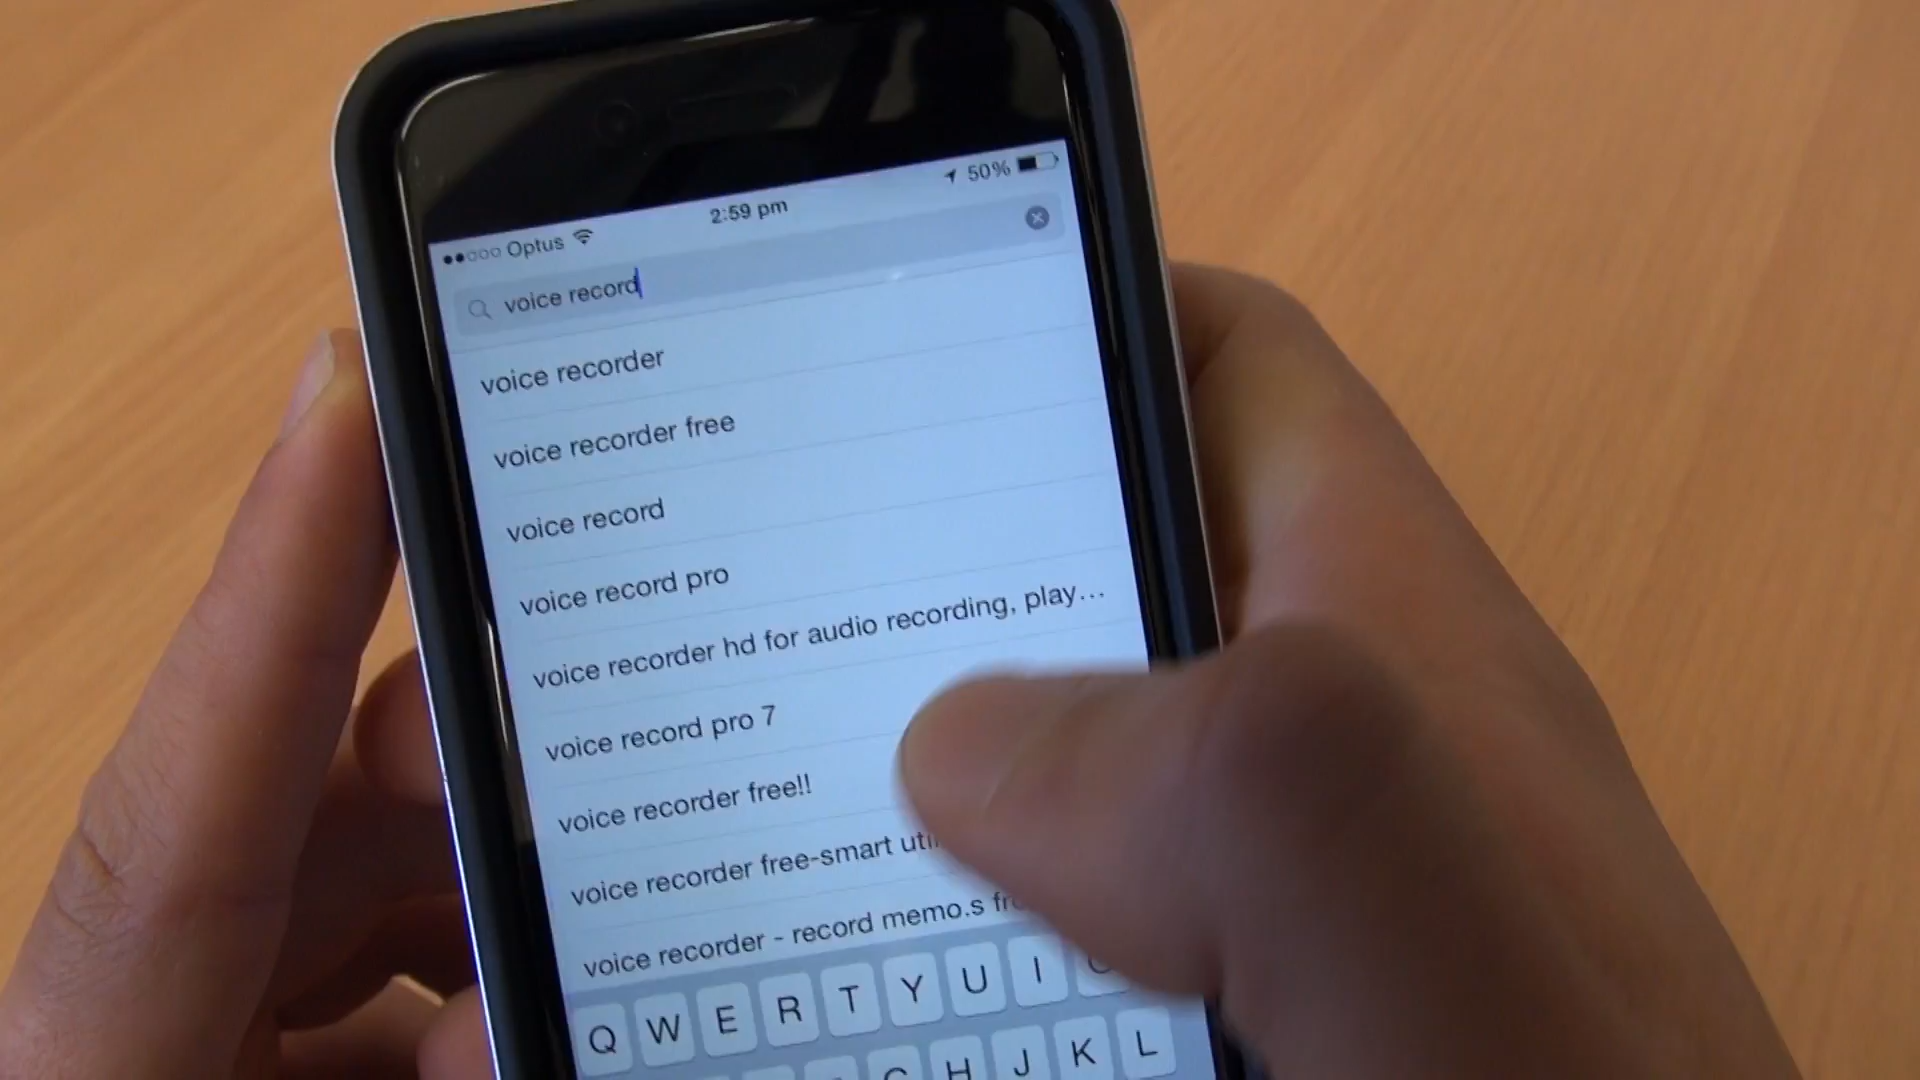 Optus 2:59 pm 50%
voice record
voice recorder
voice recorder free
voice record
voice record pro
voice recorder hd for audio recording, play...
voice record pro 7
voice recorder free!!
voice recorder free-smart
voice recorder - record memo.s
Q W E R T Y U I
H J K L